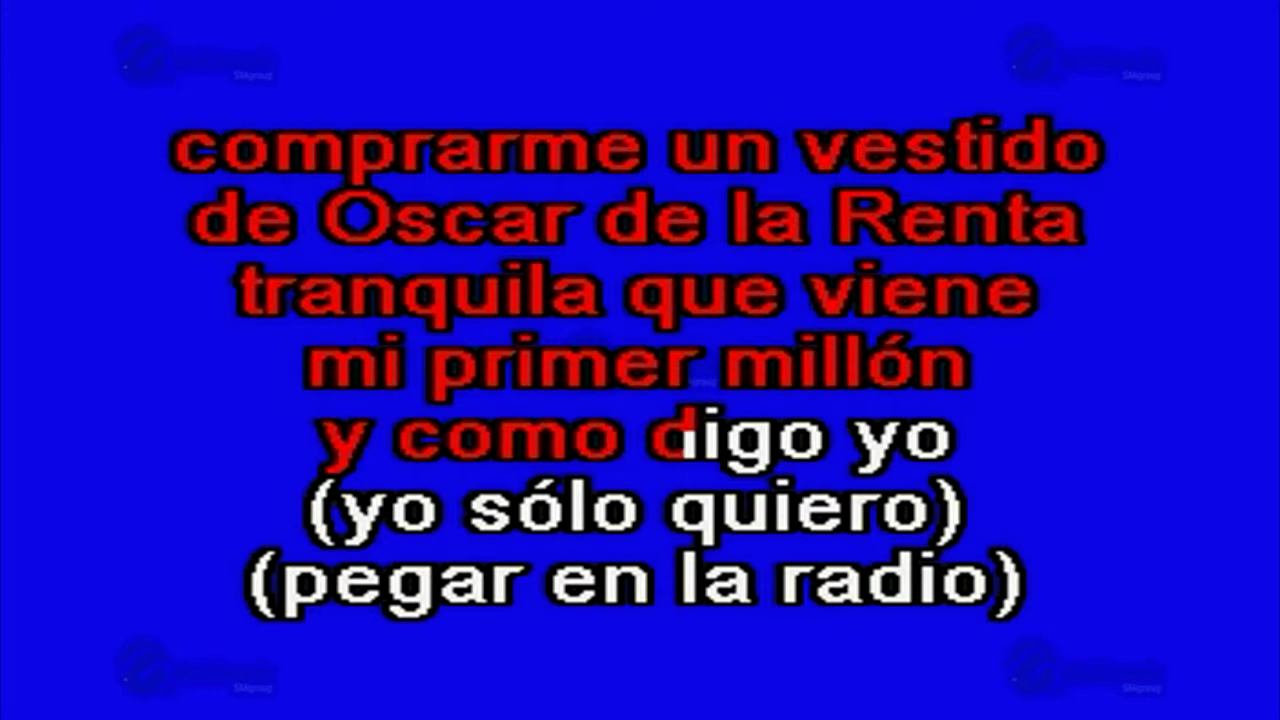 comprarme un vestido
de Oscar de la Renta
tranquila que viene
mi primer millón
y como digo yo
(yo sólo quiero)
(pegar en la radio)